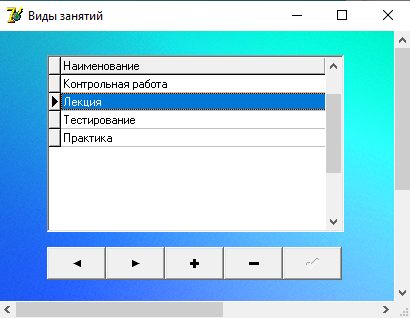 Виды занятий
Наименование
Контрольная работа
Лекция
Тестирование
Практика